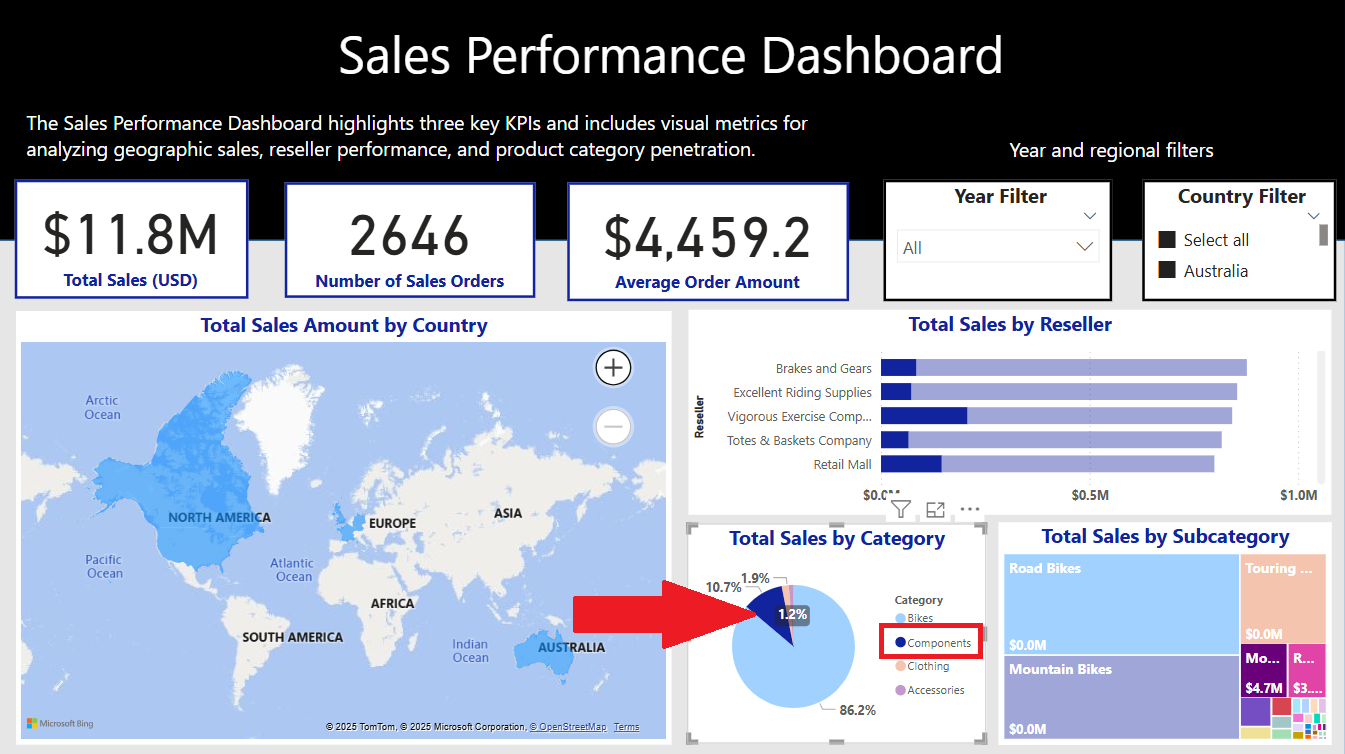 Sales Performance Dashboard
The Sales Performance Dashboard highlights three key KPIs and includes visual metrics for
analyzing geographic sales, reseller performance, and product category penetration.
Year and regional filters
$11.8M
Total Sales (USD)
2646
Number of Sales Orders
$4,459.2
Average Order Amount
Year Filter
All
Country Filter
Select all
Australia
Total Sales Amount by Country
Arctic
Ocean
NORTH AMERICA
EUROPE
ASIA
Pacific
Ocean
Atlantic
Ocean
AFRICA
SOUTH AMERICA
Indian
Ocean
AUSTRALIA
Microsoft Bing
© 2025 TomTom, © 2025 Microsoft Corporation, © OpenStreetMap Terms
Total Sales by Reseller
Reseller
Brakes and Gears
Excellent Riding Supplies
Vigorous Exercise Comp...
Totes & Baskets Company
Retail Mall
$0.0M
$0.5M
$1.0M
Total Sales by Category
10.7%
1.9%
1.2%
86.2%
Category
Bikes
Components
Clothing
Accessories
Total Sales by Subcategory
Road Bikes
$0.0M
Mountain Bikes
$0.0M
Touring ...
$0.0M
Mo...
$4.7M
R...
$3....